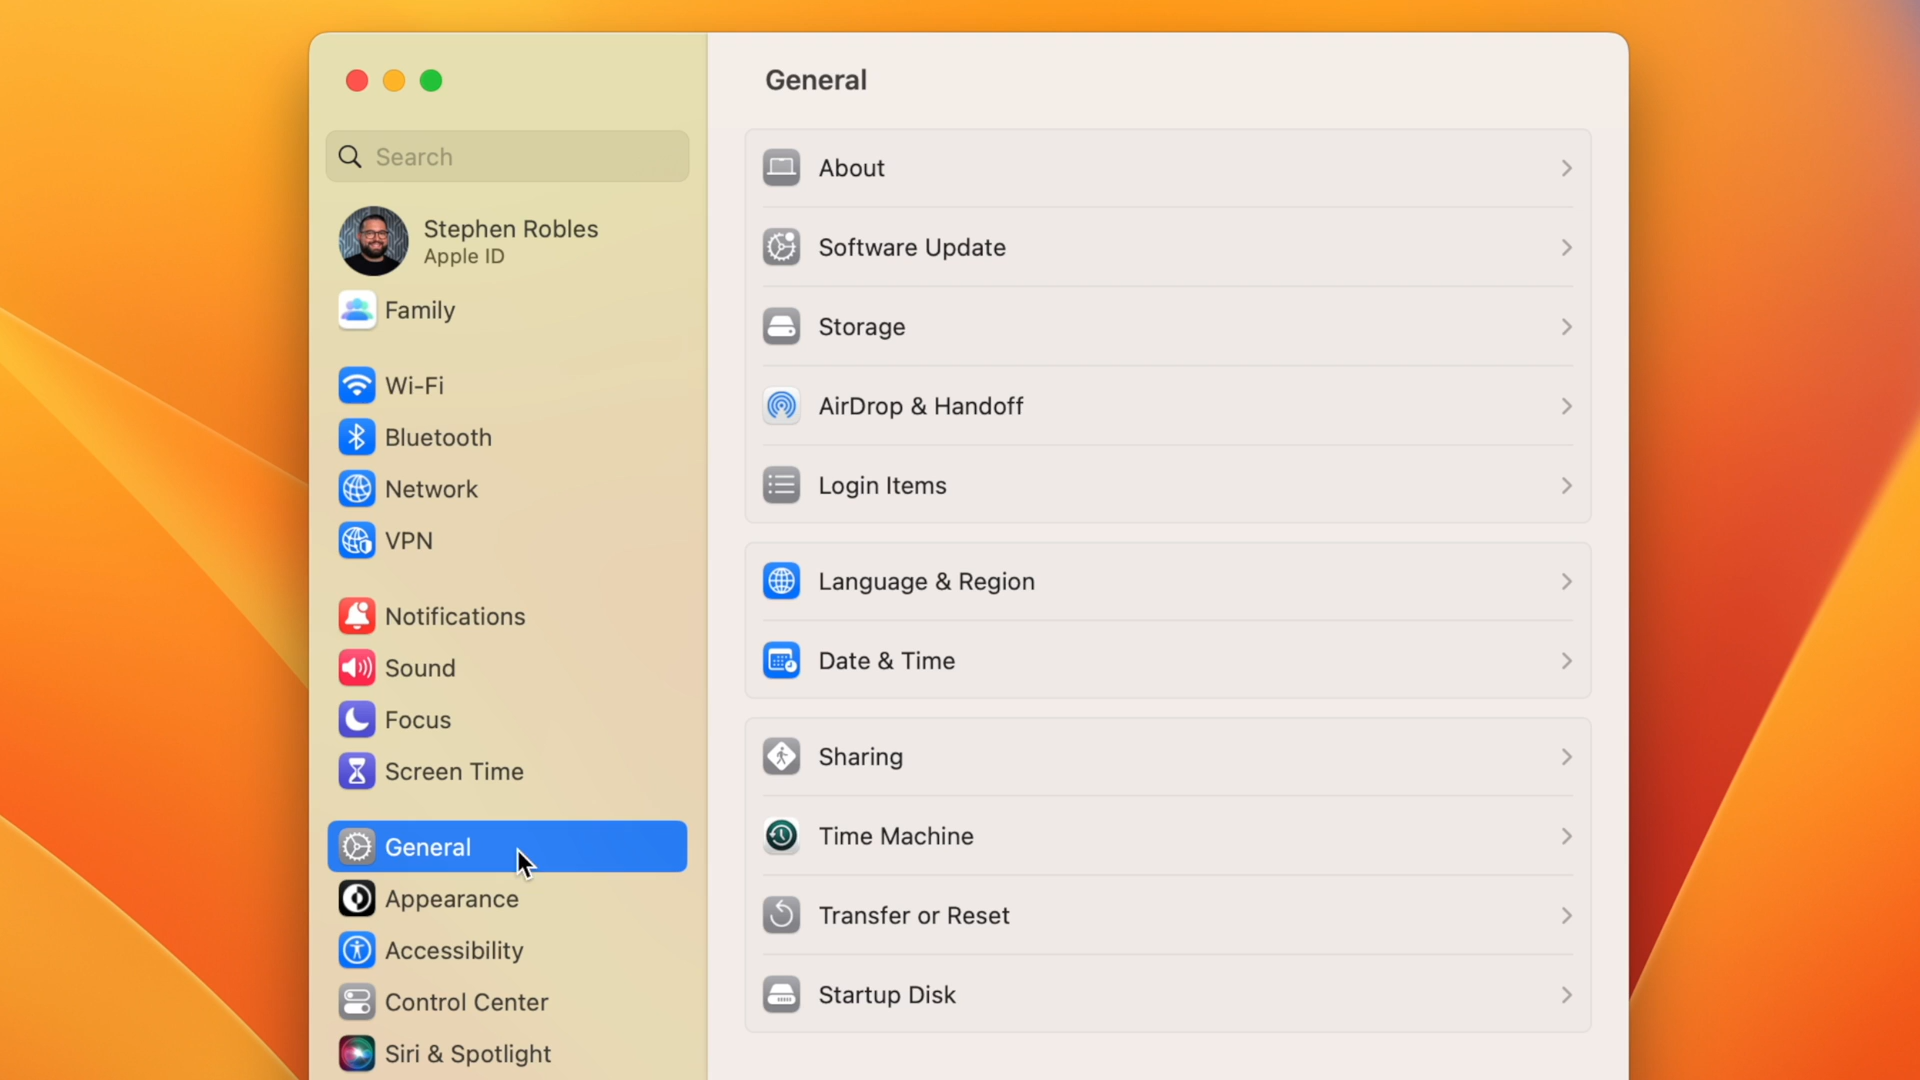 General
Search
Stephen Robles
Apple ID
Family
Wi-Fi
Bluetooth
Network
VPN
Notifications
Sound
Focus
Screen Time
General
Appearance
Accessibility
Control Center
Siri & Spotlight
About
Software Update
Storage
AirDrop & Handoff
Login Items
Language & Region
Date & Time
Sharing
Time Machine
Transfer or Reset
Startup Disk